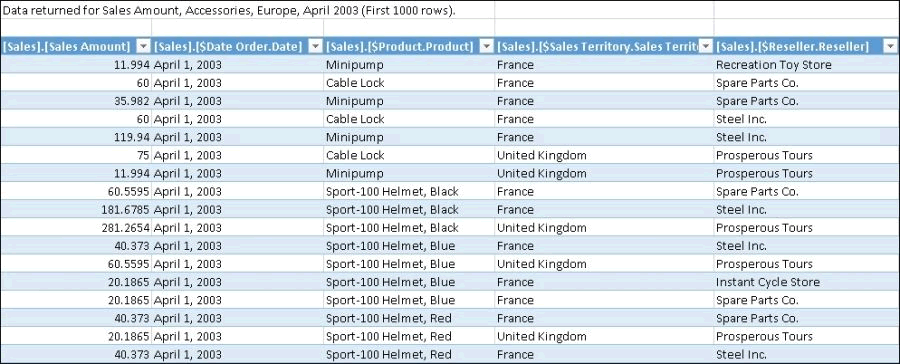 Data returned for Sales Amount, Accessories, Europe, April 2003 (First 1000 rows).
[Sales].[Sales Amount] [Sales].[$Date Order.Date] [Sales].[$Product.Product] [Sales].[$Sales Territory.Sales Territ [Sales].[$Reseller.Reseller]
11.994 April 1, 2003 Minipump France Recreation Toy Store
60 April 1, 2003 Cable Lock France Spare Parts Co.
35.982 April 1, 2003 Minipump France Spare Parts Co.
60 April 1, 2003 Cable Lock France Steel Inc.
119.94 April 1, 2003 Minipump France Steel Inc.
75 April 1, 2003 Cable Lock United Kingdom Prosperous Tours
11.994 April 1, 2003 Minipump United Kingdom Prosperous Tours
60.5595 April 1, 2003 Sport-100 Helmet, Black France Spare Parts Co.
181.6785 April 1, 2003 Sport-100 Helmet, Black France Steel Inc.
281.2654 April 1, 2003 Sport-100 Helmet, Black United Kingdom Prosperous Tours
40.373 April 1, 2003 Sport-100 Helmet, Blue France Steel Inc.
60.5595 April 1, 2003 Sport-100 Helmet, Blue United Kingdom Prosperous Tours
20.1865 April 1, 2003 Sport-100 Helmet, Blue France Instant Cycle Store
20.1865 April 1, 2003 Sport-100 Helmet, Blue France Spare Parts Co.
40.373 April 1, 2003 Sport-100 Helmet, Red France Spare Parts Co.
20.1865 April 1, 2003 Sport-100 Helmet, Red United Kingdom Prosperous Tours
40.373 April 1, 2003 Sport-100 Helmet, Red France Steel Inc.